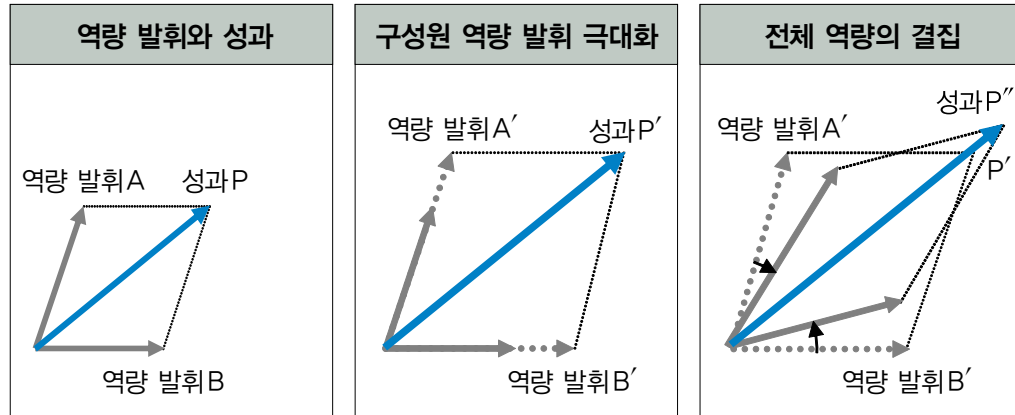 역량 발휘와 성과
역량 발휘A 성과P
역량 발휘B
구성원 역량 발휘 극대화
역량 발휘A′ 성과P′
역량 발휘B′
전체 역량의 결집
성과P″
역량 발휘A′
P′
역량 발휘B′